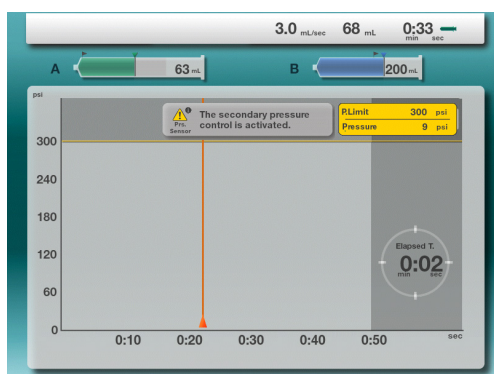 3.0 mL/sec 68 mL 0:33 min sec
A 63 mL B 200 mL
psi
The secondary pressure
control is activated.
Prs.
Sensor
P.Limit 300 psi
Pressure 9 psi
300
240
180
120
60
0
Elapsed T.
0:02
min sec
0:10 0:20 0:30 0:40 0:50 sec